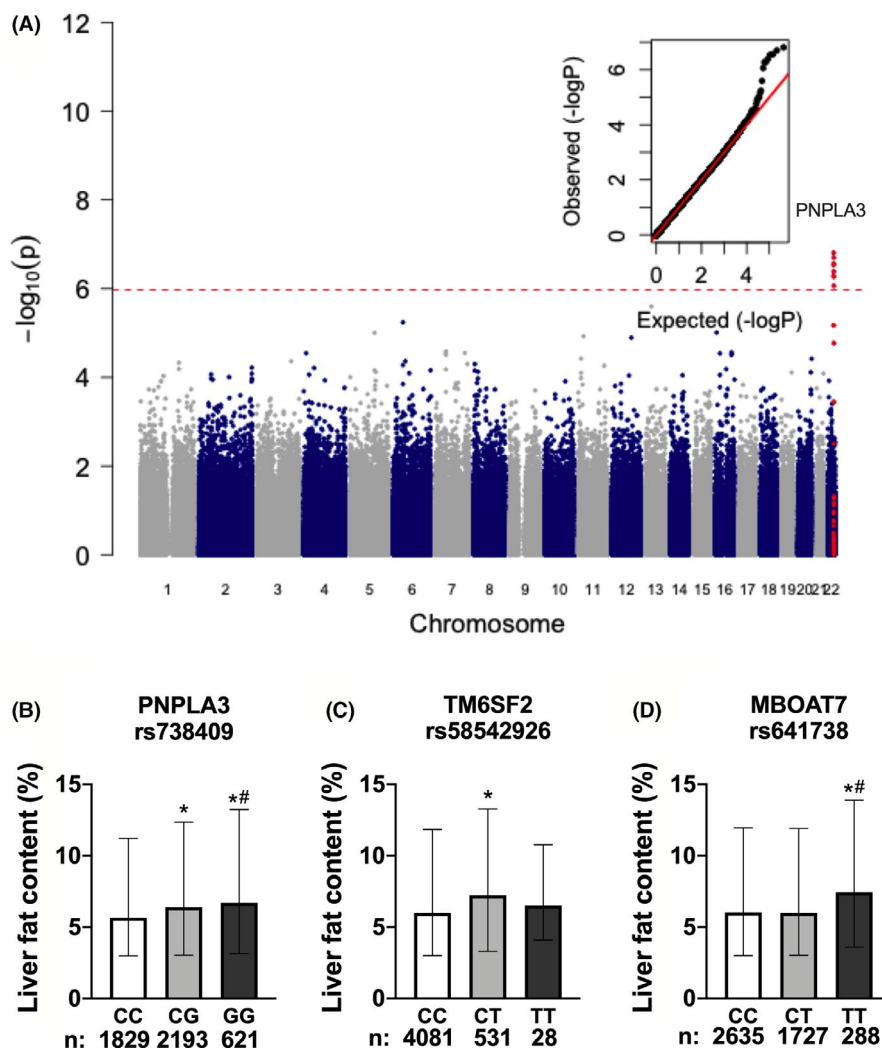 (A)
12
10
8
6
4
2
0
−log₁₀(p)
6
4
2
0
Observed (-logP)
0 2 4
Expected (-logP)
PNPLA3
1 2 3 4 5 6 7 8 9 10 11 12 13 14 15 16 17 18 19 20 21 22
Chromosome
(B)
PNPLA3
rs738409
15
10
5
0
Liver fat content (%)
* *#
CC CG GG
n: 1829 2193 621
(C)
TM6SF2
rs58542926
15
10
5
0
Liver fat content (%)
*
CC CT TT
n: 4081 531 28
(D)
MBOAT7
rs641738
15
10
5
0
Liver fat content (%)
*#
CC CT TT
n: 2635 1727 288